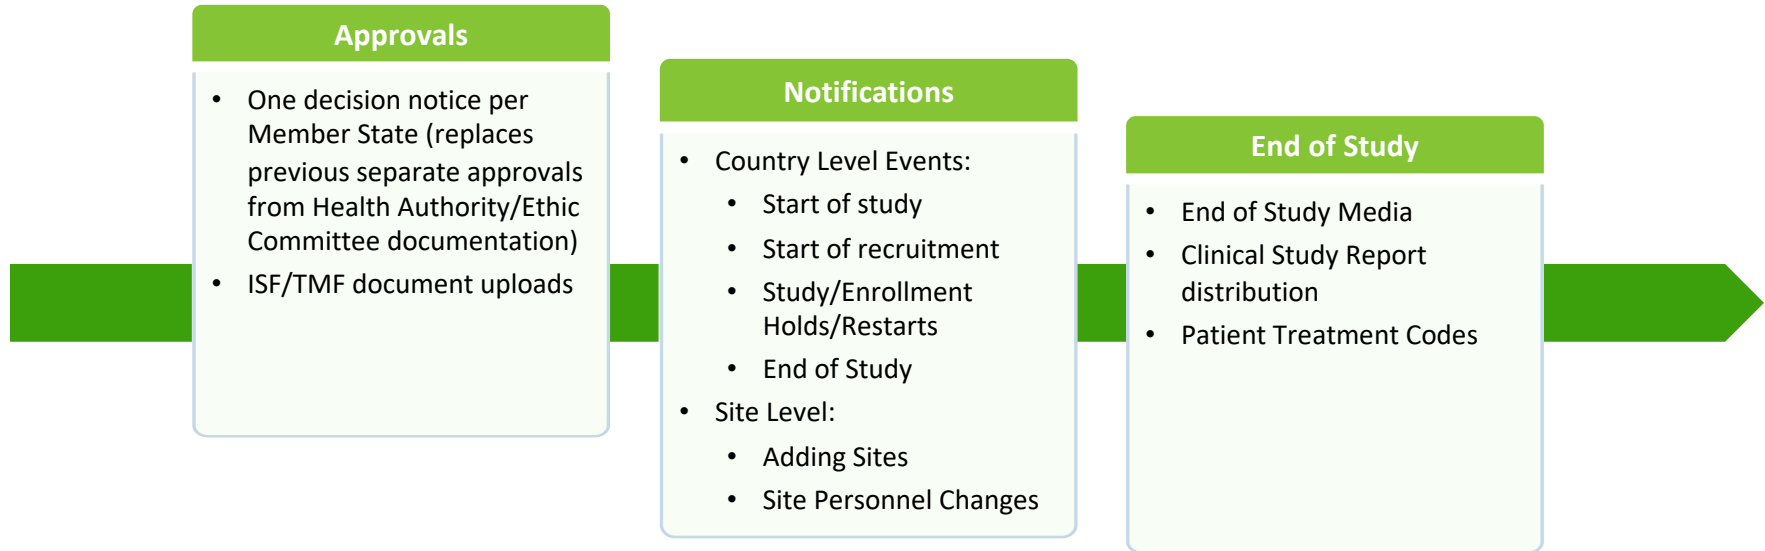 Approvals
• One decision notice per
Member State (replaces
previous separate approvals
from Health Authority/Ethic
Committee documentation)
• ISF/TMF document uploads
Notifications
• Country Level Events:
• Start of study
• Start of recruitment
• Study/Enrollment
Holds/Restarts
• End of Study
• Site Level:
• Adding Sites
• Site Personnel Changes
End of Study
• End of Study Media
• Clinical Study Report
distribution
• Patient Treatment Codes